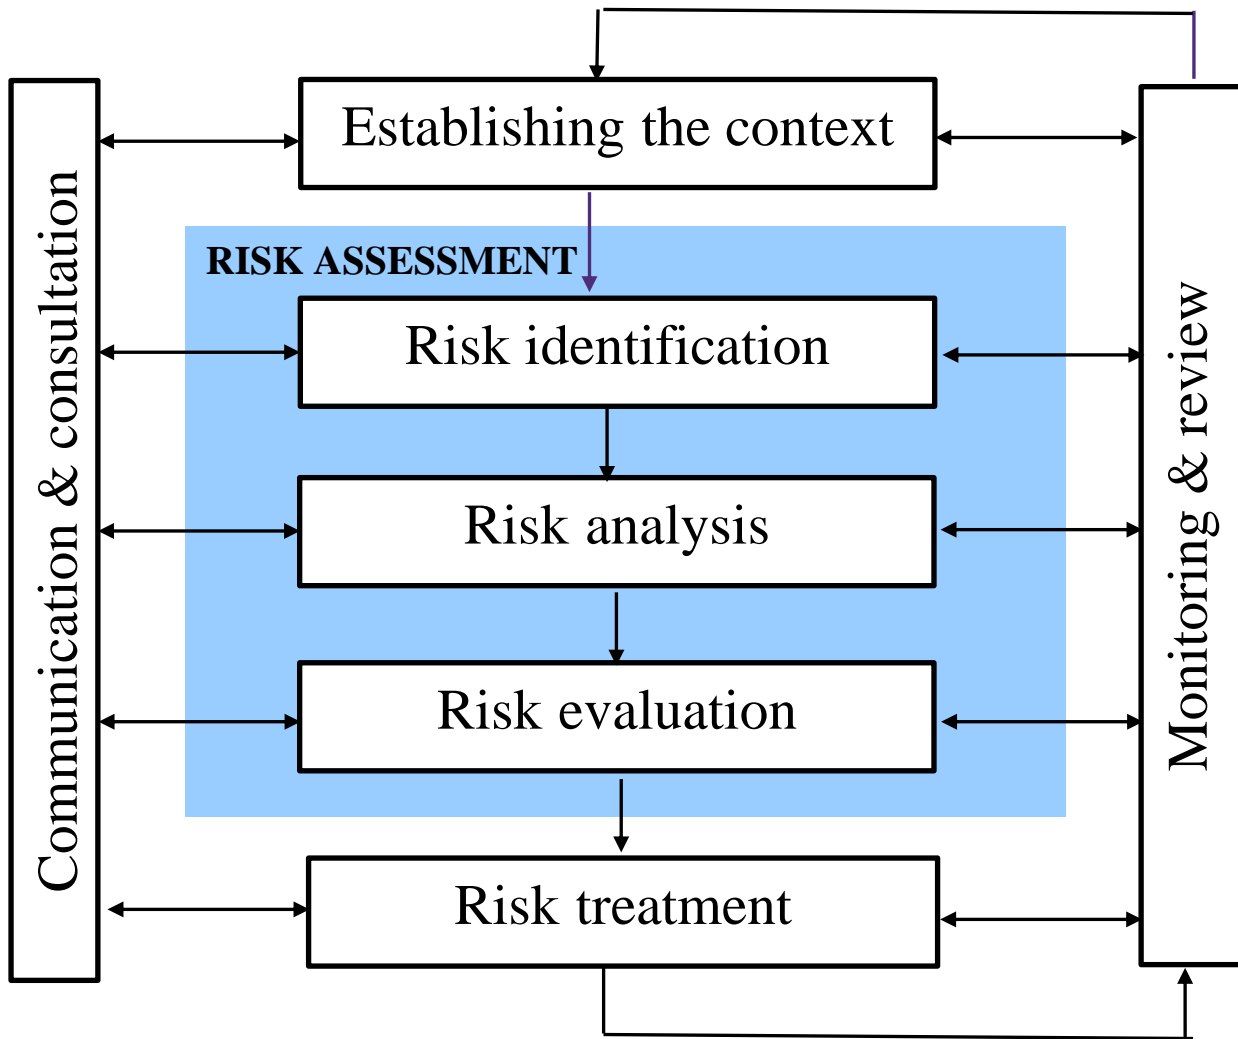 Establishing the context
RISK ASSESSMENT
Risk identification
Risk analysis
Risk evaluation
Risk treatment
Communication & consultation
Monitoring & review